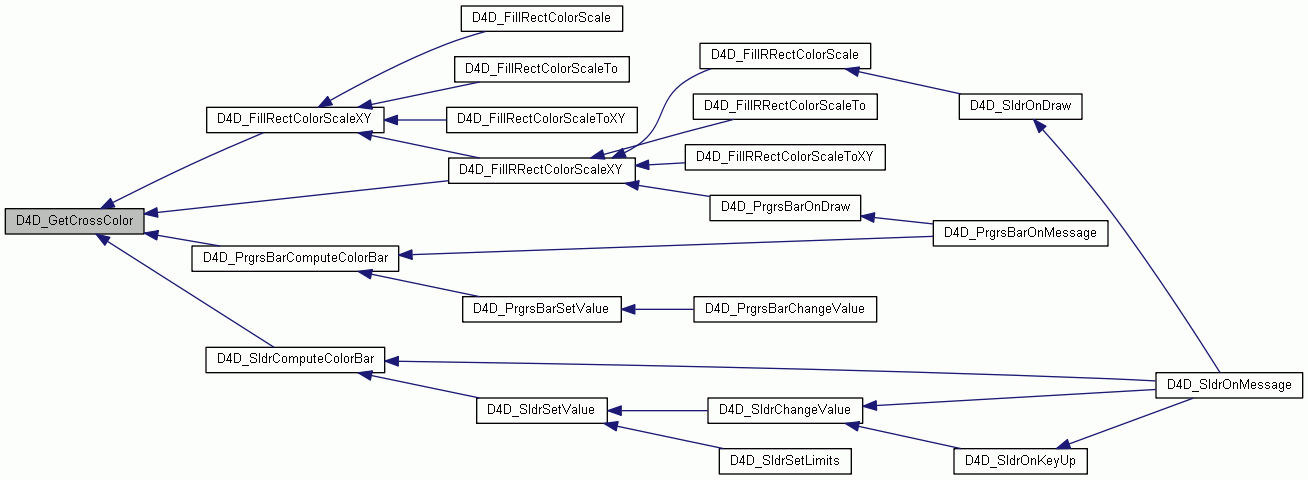 D4D_FillRectColorScale
D4D_FillRRectColorScale
D4D_FillRectColorScaleTo
D4D_SldrOnDraw
D4D_FillRRectColorScaleTo
D4D_FillRectColorScaleXY
D4D_FillRectColorScaleToXY
D4D_FillRRectColorScaleToXY
D4D_FillRRectColorScaleXY
D4D_PrgrsBarOnDraw
D4D_GetCrossColor
D4D_PrgrsBarOnMessage
D4D_PrgrsBarComputeColorBar
D4D_PrgrsBarSetValue
D4D_PrgrsBarChangeValue
D4D_SldrComputeColorBar
D4D_SldrOnMessage
D4D_SldrSetValue
D4D_SldrChangeValue
D4D_SldrSetLimits
D4D_SldrOnKeyUp